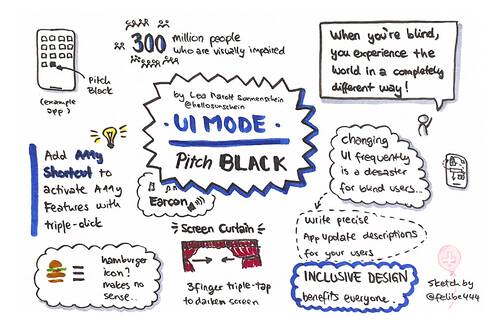 300 million people
who are visually impaired
When you're blind,
you experience the
world in a completely
different way!
Pitch
Block
(example
app)
by Lea
@hellosunschein
· UI MODE ·
Pitch BLACK
Add A11y
Shortcut to
activate A11y
Features with
triple-click
Earcon
changing
UI frequently
is a desaster
for blind users...
Write precise
App update descriptions
for your users
Screen Curtain
3finger triple-tap
to darken screen
hamburger
icon?
makes no
sense..
INCLUSIVE DESIGN
benefits everyone..
Sketch by
@felibe444